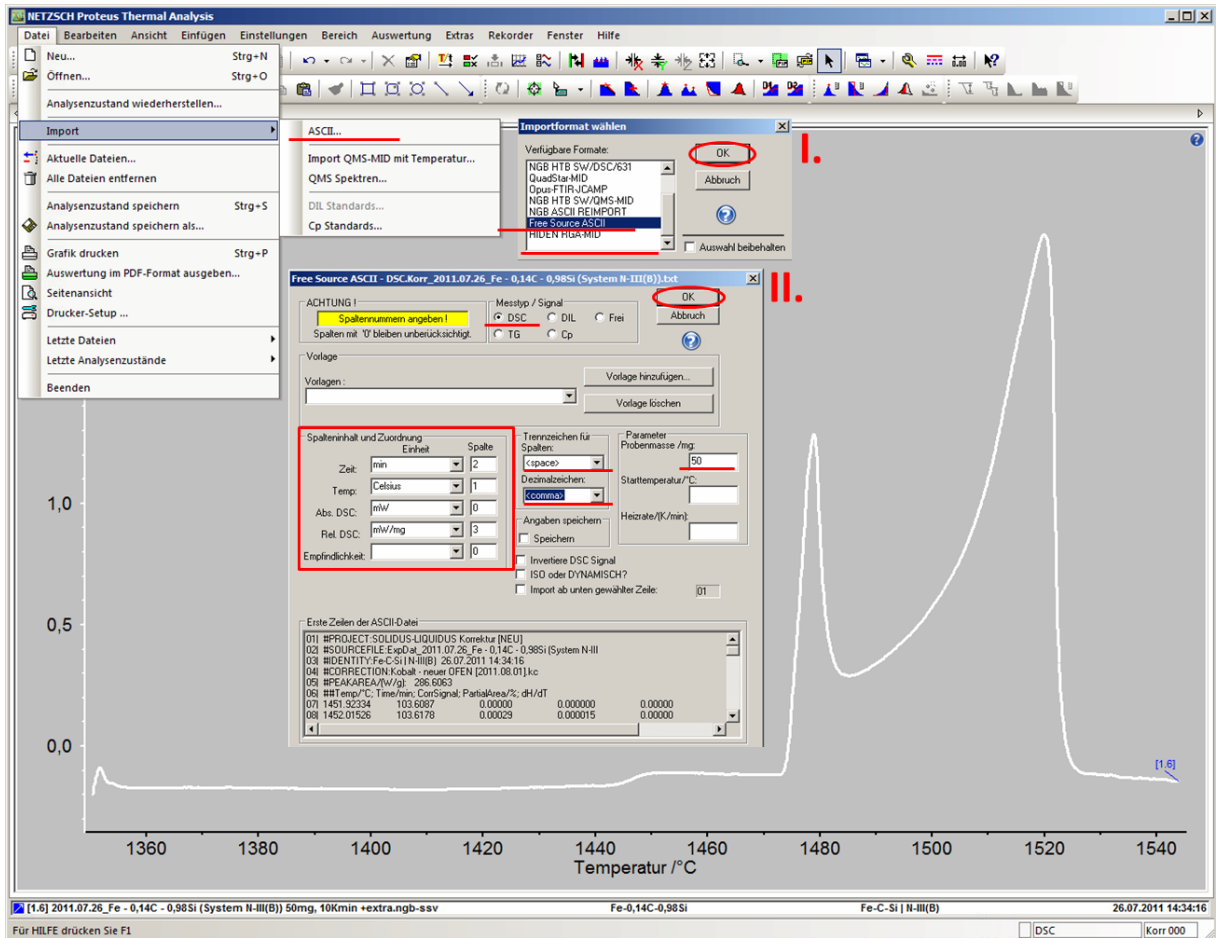 NETZSCH Proteus Thermal Analysis
Datei Bearbeiten Ansicht Einfügen Einstellungen Bereich Auswertung Extras Rekorder Fenster Hilfe
Neu... Strg+N
Öffnen... Strg+O
Analysenzustand wiederherstellen...
Import
Aktuelle Dateien...
Alle Dateien entfernen
Analysenzustand speichern Strg+S
Analysenzustand speichern als...
Grafik drucken Strg+P
Auswertung im PDF-Format ausgeben...
Seitenansicht
Drucker-Setup ...
Letzte Dateien
Letzte Analysenzustände
Beenden
ASCII...
Import QMS-MID mit Temperatur...
QMS Spektren...
DIL Standards...
Cp Standards...
Importformat wählen
Verfügbare Formate:
NGB HTB SW/DSC/631
QuadStar-MID
Opus-FTIR-JCAMP
NGB HTB SW/QMS-MID
NGB ASCII REIMPORT
Free Source ASCII
HIDEN RGA-MID
OK
Abbruch
Auswahl beibehalten
I.
Free Source ASCII - DSC.Korr_2011.07.26_Fe - 0,14C - 0,98Si (System N-III(B)).txt
ACHTUNG !
Spaltennummern angeben !
Spalten mit '0' bleiben unberücksichtigt.
Messtyp / Signal
DSC DIL Frei
TG Cp
OK
Abbruch
II.
Vorlage
Vorlagen :
Vorlage hinzufügen...
Vorlage löschen
Spalteninhalt und Zuordnung
Einheit Spalte
Zeit: min 2
Temp: Celsius 1
Abs. DSC: mW 0
Rel. DSC: mW/mg 3
Empfindlichkeit: 0
Trennzeichen für
Spalten:
<space>
Dezimalzeichen:
<comma>
Angaben speichern
Speichern
Parameter
Probenmasse /mg:
50
Starttemperatur/°C:
Heizrate/(K/min):
Invertiere DSC Signal
ISO oder DYNAMISCH?
Import ab unten gewählter Zeile: 01
Erste Zeilen der ASCII-Datei
01| #PROJECT:SOLIDUS-LIQUIDUS Korrektur [NEU]
02| #SOURCEFILE:ExpDat_2011.07.26_Fe - 0,14C - 0,98Si (System N-III
03| #IDENTITY:Fe-C-Si | N-III(B) 26.07.2011 14:34:16
04| #CORRECTION:Kobalt - neuer OFEN [2011.08.01].kc
05| #PEAKAREA/(W/g): 286.6063
06| ##Temp/°C; Time/min; CorrSignal; PartialArea/%; dH/dT
07| 1451.92334 103.6087 0.00000 0.000000 0.00000
08| 1452.01526 103.6178 0.00029 0.000015 0.00000
1,0
0,5
0,0
[1.6]
1360 1380 1400 1420 1440 1460 1480 1500 1520 1540
Temperatur /°C
[1.6] 2011.07.26_Fe - 0,14C - 0,98Si (System N-III(B)) 50mg, 10Kmin +extra.ngb-ssv Fe-0,14C-0,98Si Fe-C-Si | N-III(B) 26.07.2011 14:34:16
Für HILFE drücken Sie F1 DSC Korr 000